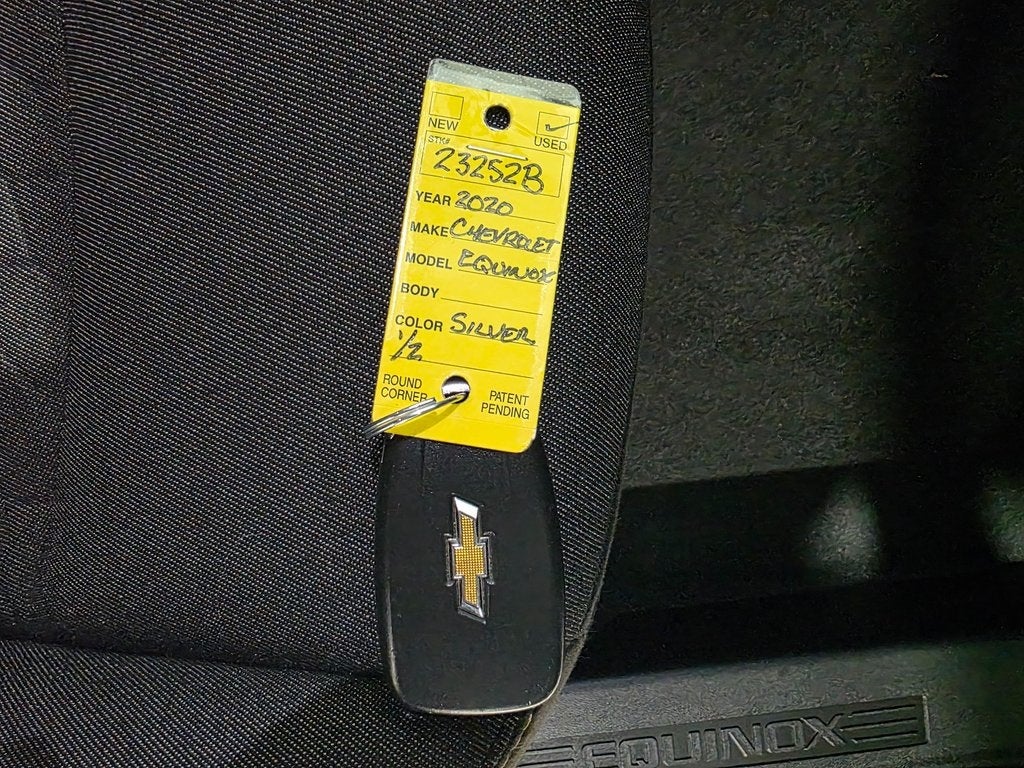 NEW USED
STK#
23252B
YEAR 2020
MAKE CHEVROLET
MODEL EQUINOX
BODY
COLOR SILVER
1/2
ROUND CORNER PATENT PENDING
EQUINOX